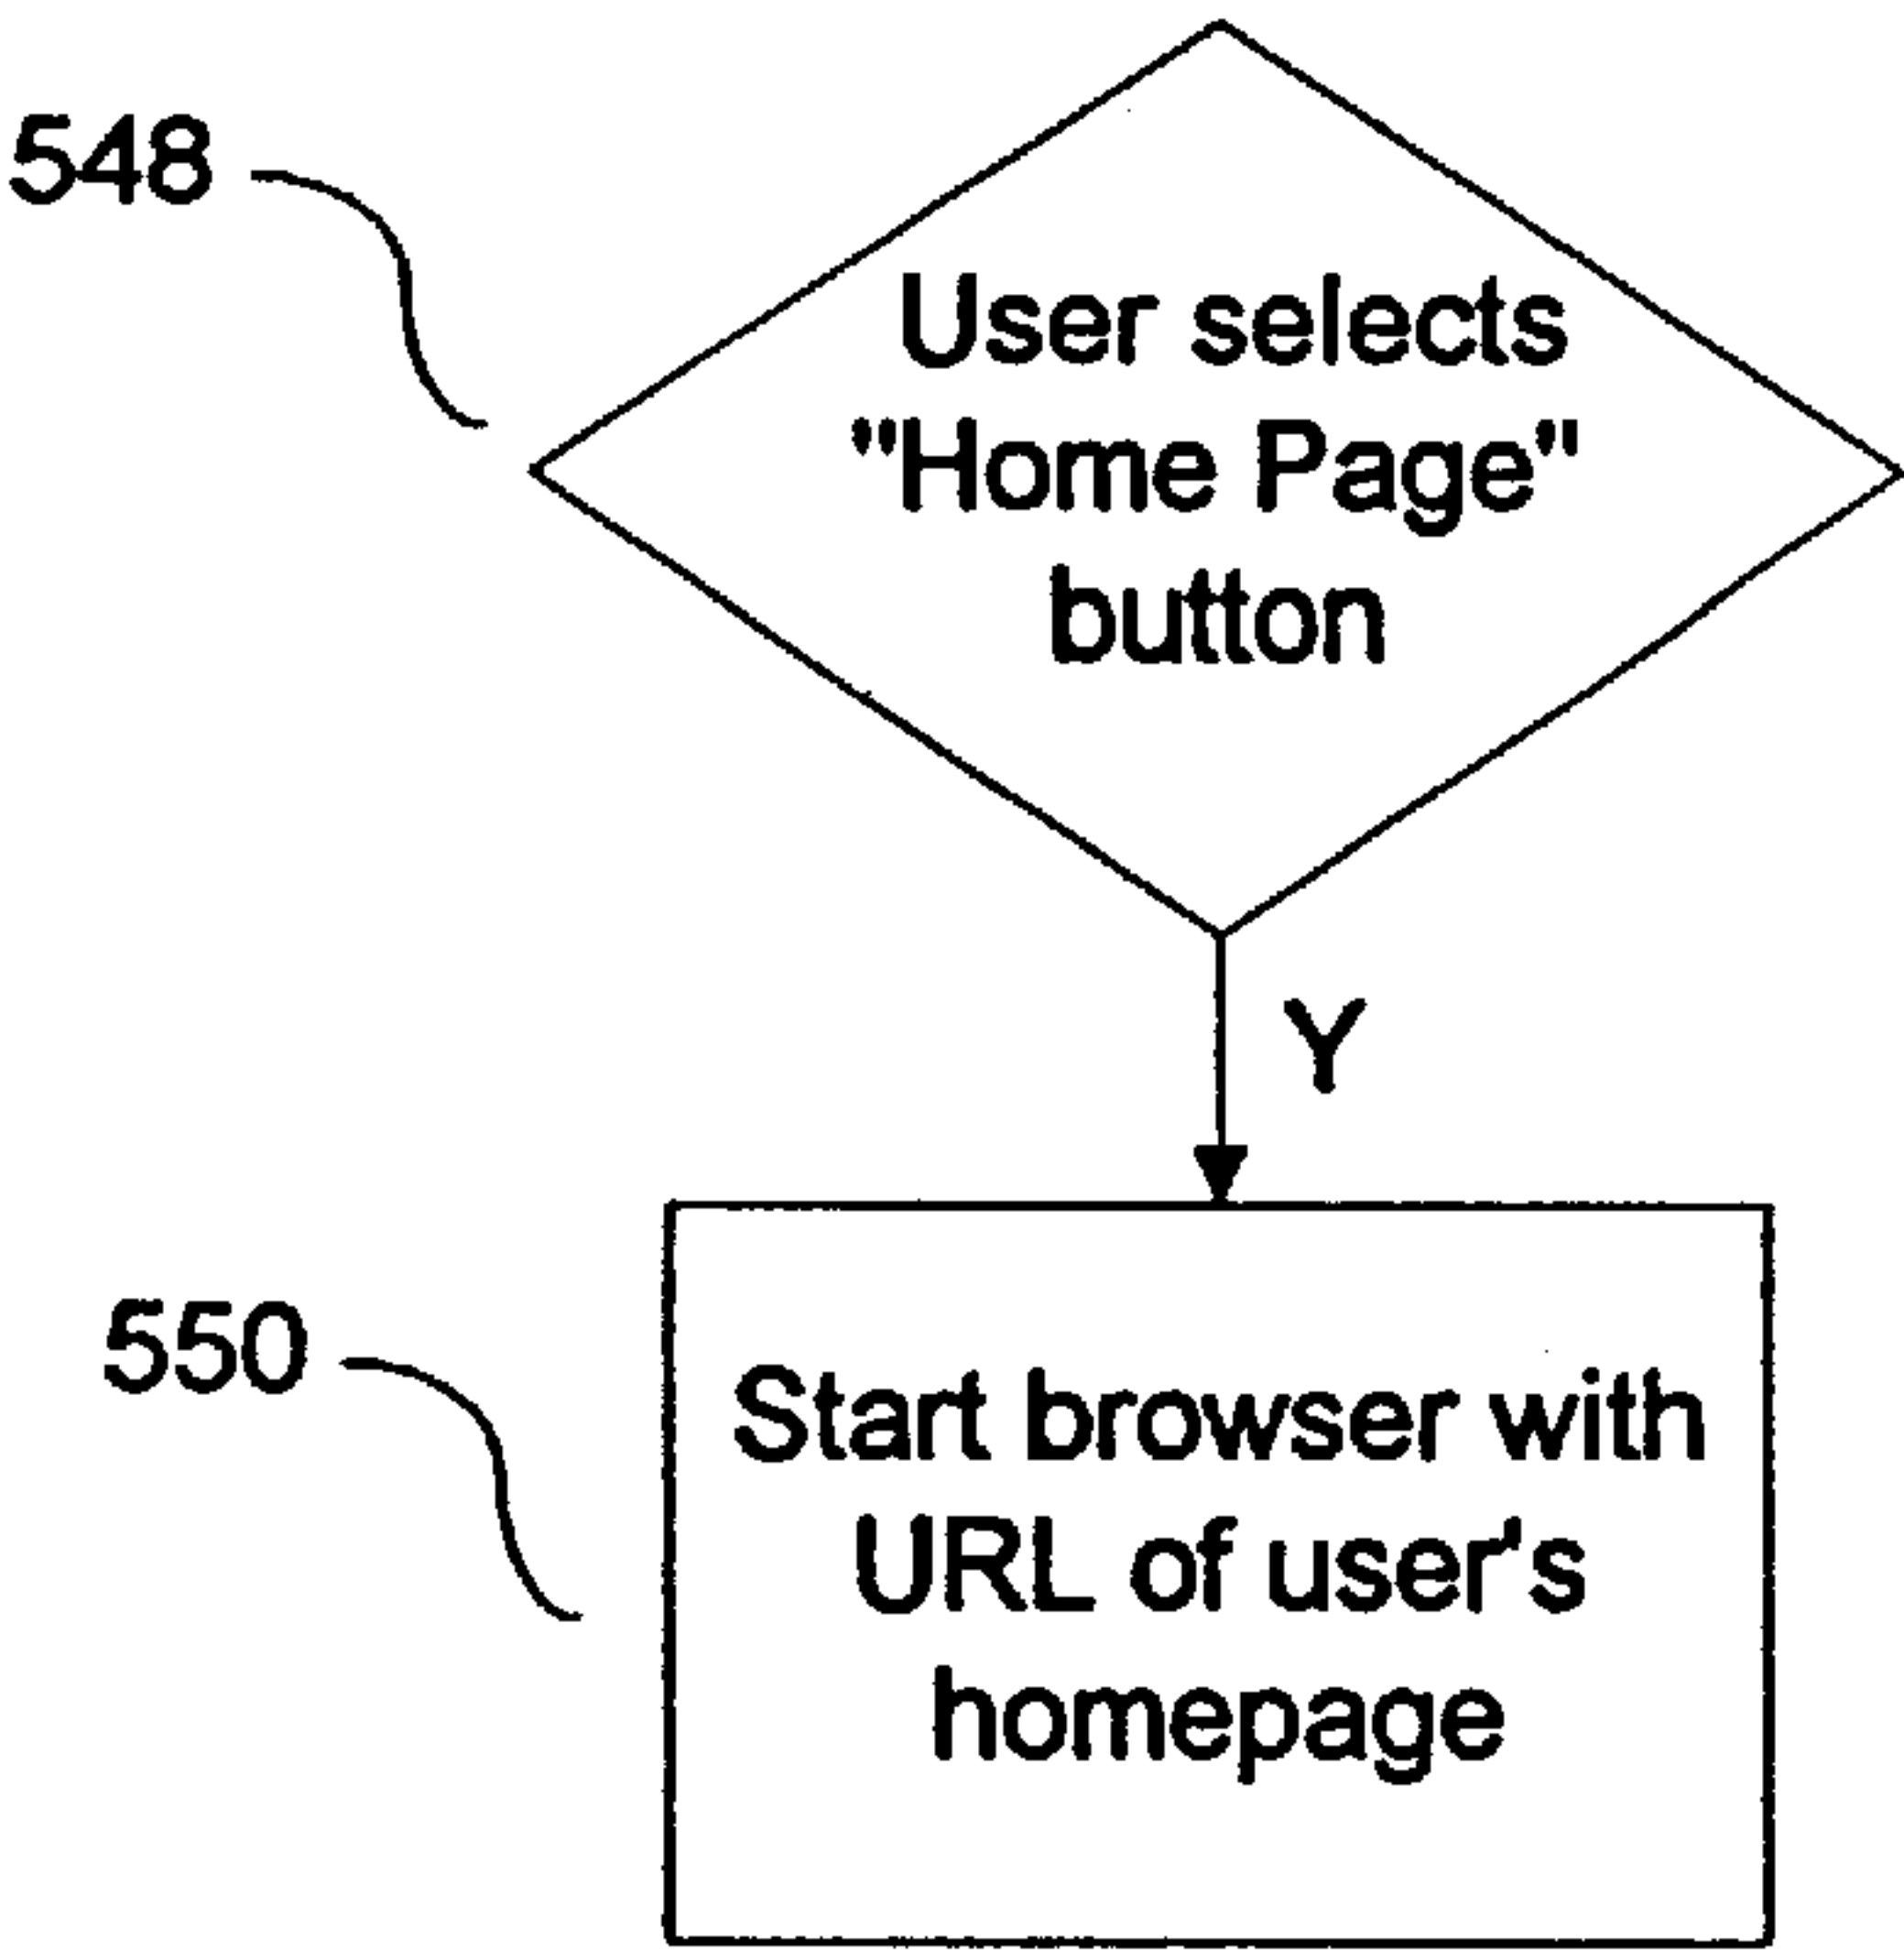 548
User selects
"Home Page"
button
Y
550
Start browser with
URL of user's
homepage